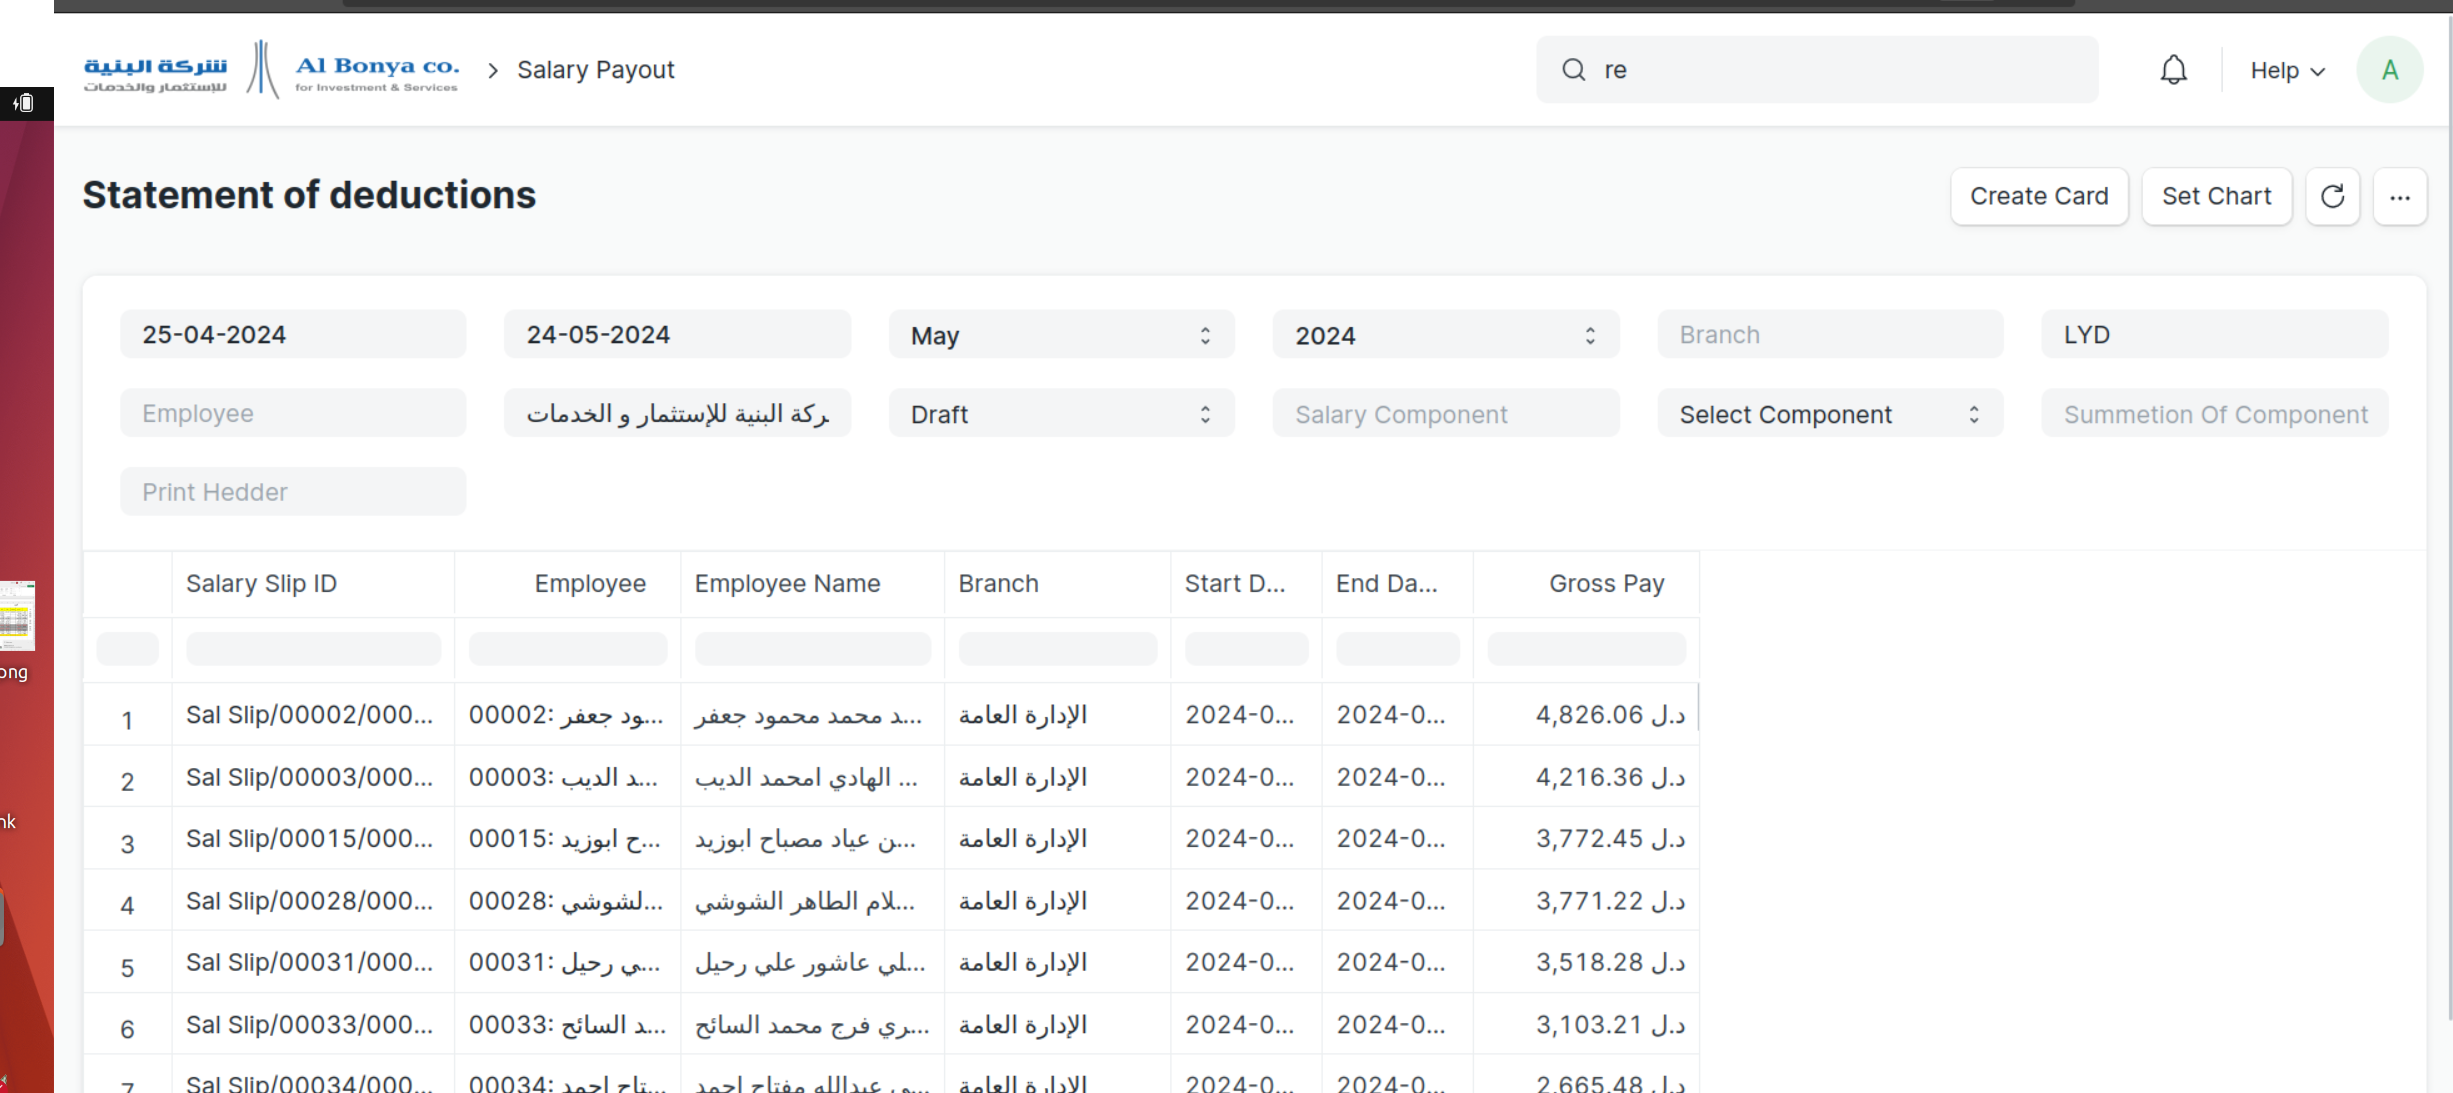 شركة البنية Al Bonya co. > Salary Payout re Help A
للإستثمار والخدمات for Investment & Services
Statement of deductions Create Card Set Chart ...
25-04-2024 24-05-2024 May 2024 Branch LYD
Employee ركة البنية للإستثمار و الخدمات Draft Salary Component Select Component Summetion Of Component
Print Hedder
Salary Slip ID Employee Employee Name Branch Start D... End Da... Gross Pay
ong
1 Sal Slip/00002/000... 00002: ود جعفر... د محمد محمود جعفر... الإدارة العامة 2024-0... 2024-0... د.ل 4,826.06
2 Sal Slip/00003/000... 00003: د الديب... الهادي امحمد الديب ... الإدارة العامة 2024-0... 2024-0... د.ل 4,216.36
nk
3 Sal Slip/00015/000... 00015: ح ابوزيد... ن عياد مصباح ابوزيد... الإدارة العامة 2024-0... 2024-0... د.ل 3,772.45
4 Sal Slip/00028/000... 00028: لشوشي... لام الطاهر الشوشي... الإدارة العامة 2024-0... 2024-0... د.ل 3,771.22
5 Sal Slip/00031/000... 00031: ي رحيل... لي عاشور علي رحيل... الإدارة العامة 2024-0... 2024-0... د.ل 3,518.28
6 Sal Slip/00033/000... 00033: د السائح... ري فرج محمد السائح... الإدارة العامة 2024-0... 2024-0... د.ل 3,103.21
7 Sal Slip/00034/000... 00034: تاح احمد... ي عبدالله مفتاح احمد... الإدارة العامة 2024-0... 2024-0... د.ل 2,665.48